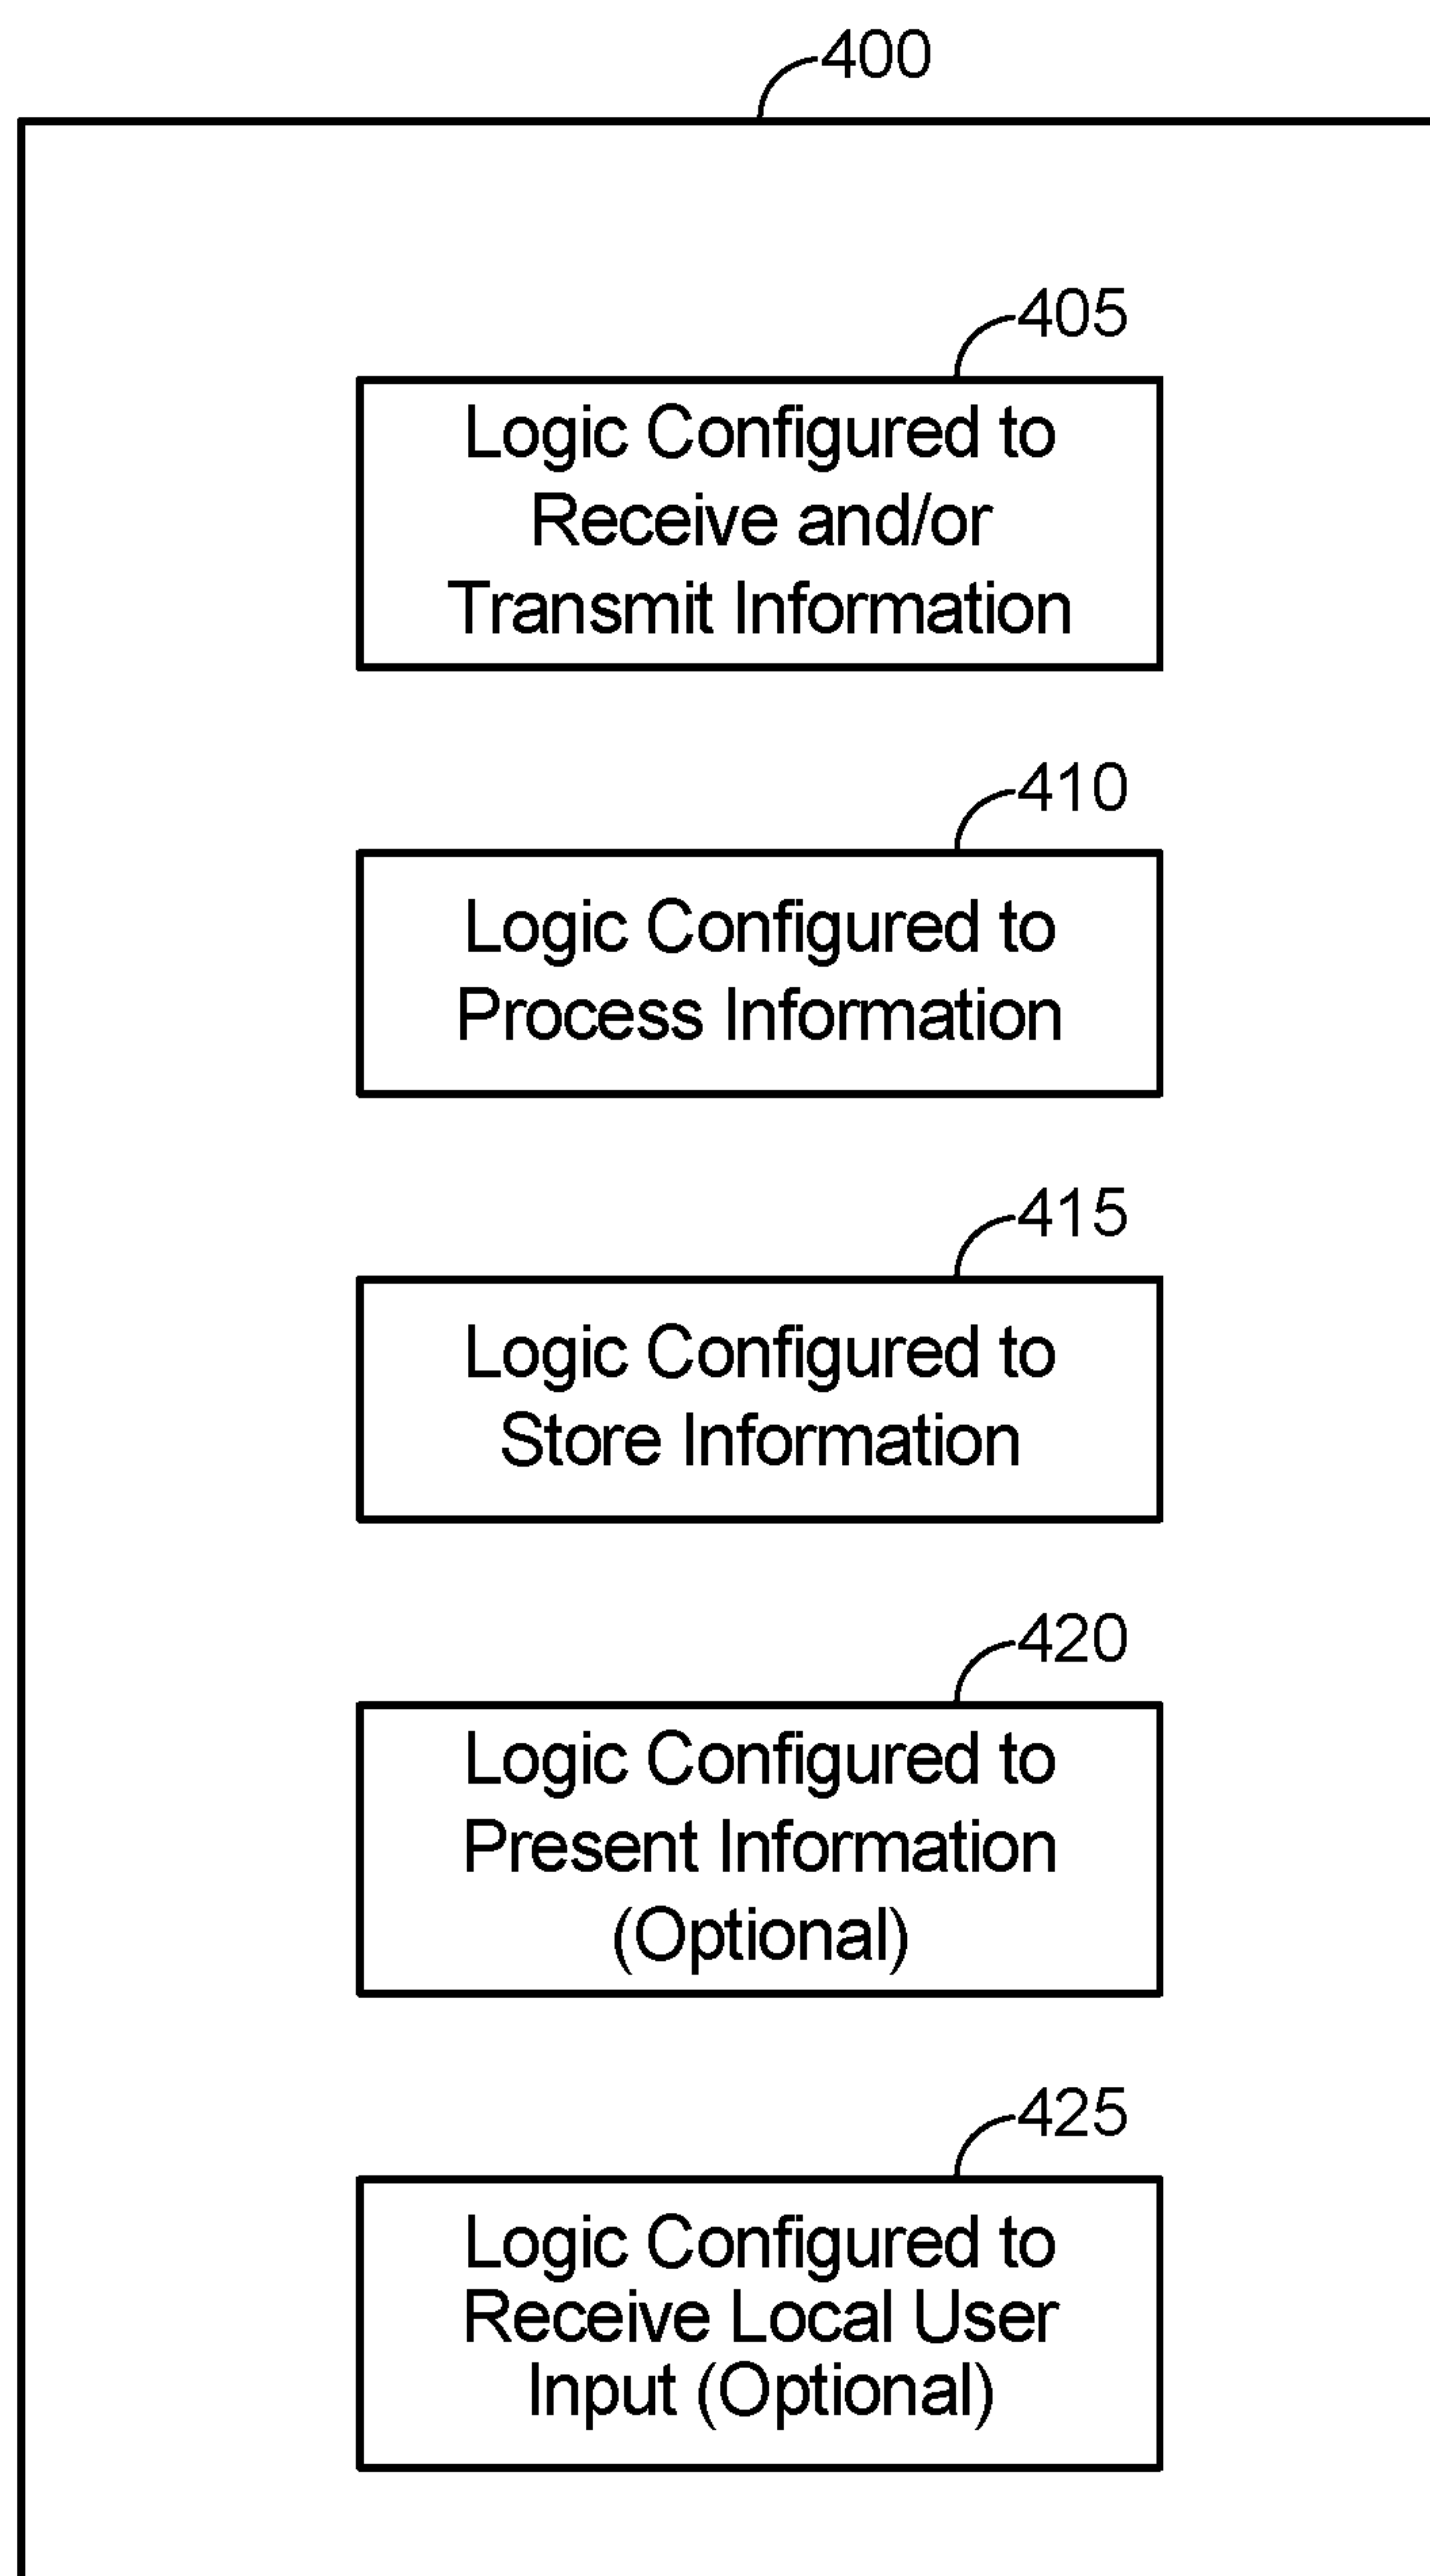 400
405
Logic Configured to
Receive and/or
Transmit Information
410
Logic Configured to
Process Information
415
Logic Configured to
Store Information
420
Logic Configured to
Present Information
(Optional)
425
Logic Configured to
Receive Local User
Input (Optional)